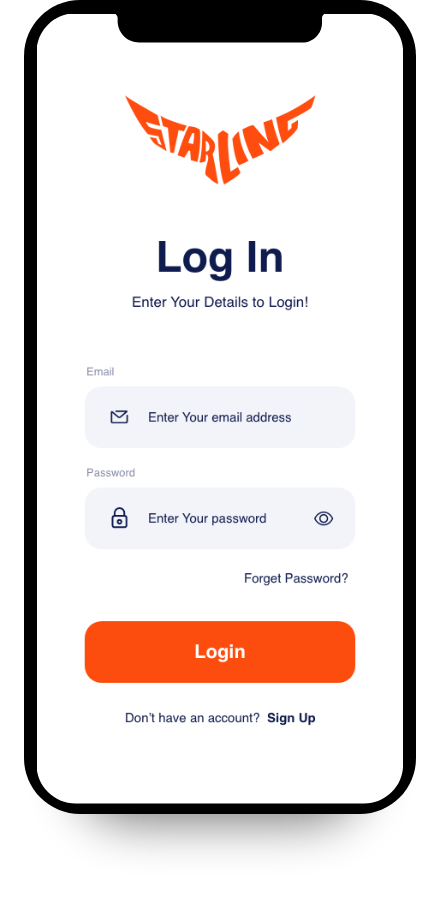 STARLING
Log In
Enter Your Details to Login!
Email
Enter Your email address
Password
Enter Your password
Forget Password?
Login
Don't have an account? Sign Up